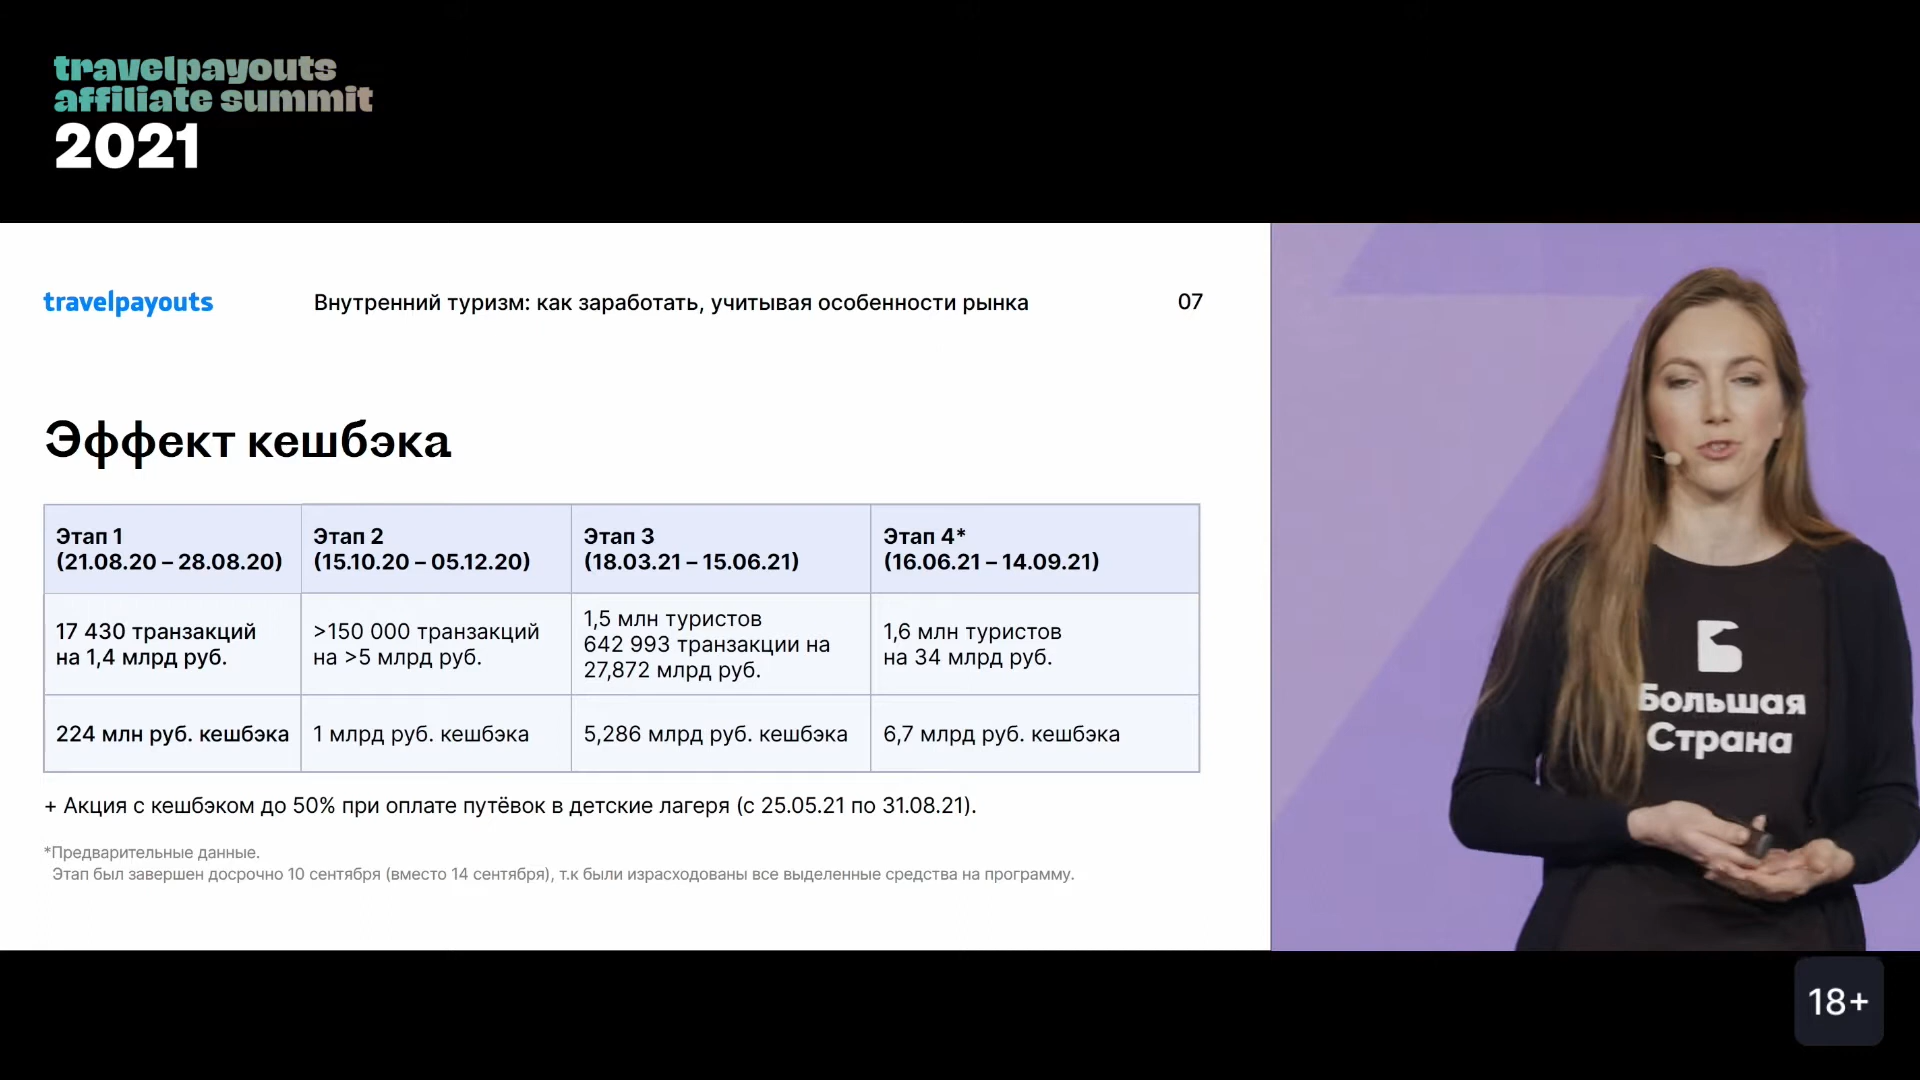 travelpayouts
affiliate summit
2021
travelpayouts
Внутренний туризм: как заработать, учитывая особенности рынка
07
Эффект кешбэка
Этап 1
(21.08.20 – 28.08.20)
Этап 2
(15.10.20 – 05.12.20)
Этап 3
(18.03.21 – 15.06.21)
Этап 4*
(16.06.21 – 14.09.21)
17 430 транзакций
на 1,4 млрд руб.
>150 000 транзакций
на >5 млрд руб.
1,5 млн туристов
642 993 транзакции на
27,872 млрд руб.
1,6 млн туристов
на 34 млрд руб.
224 млн руб. кешбэка
1 млрд руб. кешбэка
5,286 млрд руб. кешбэка
6,7 млрд руб. кешбэка
+ Акция с кешбэком до 50% при оплате путёвок в детские лагеря (с 25.05.21 по 31.08.21).
*Предварительные данные.
Этап был завершен досрочно 10 сентября (вместо 14 сентября), т.к были израсходованы все выделенные средства на программу.
Большая
Страна
18+